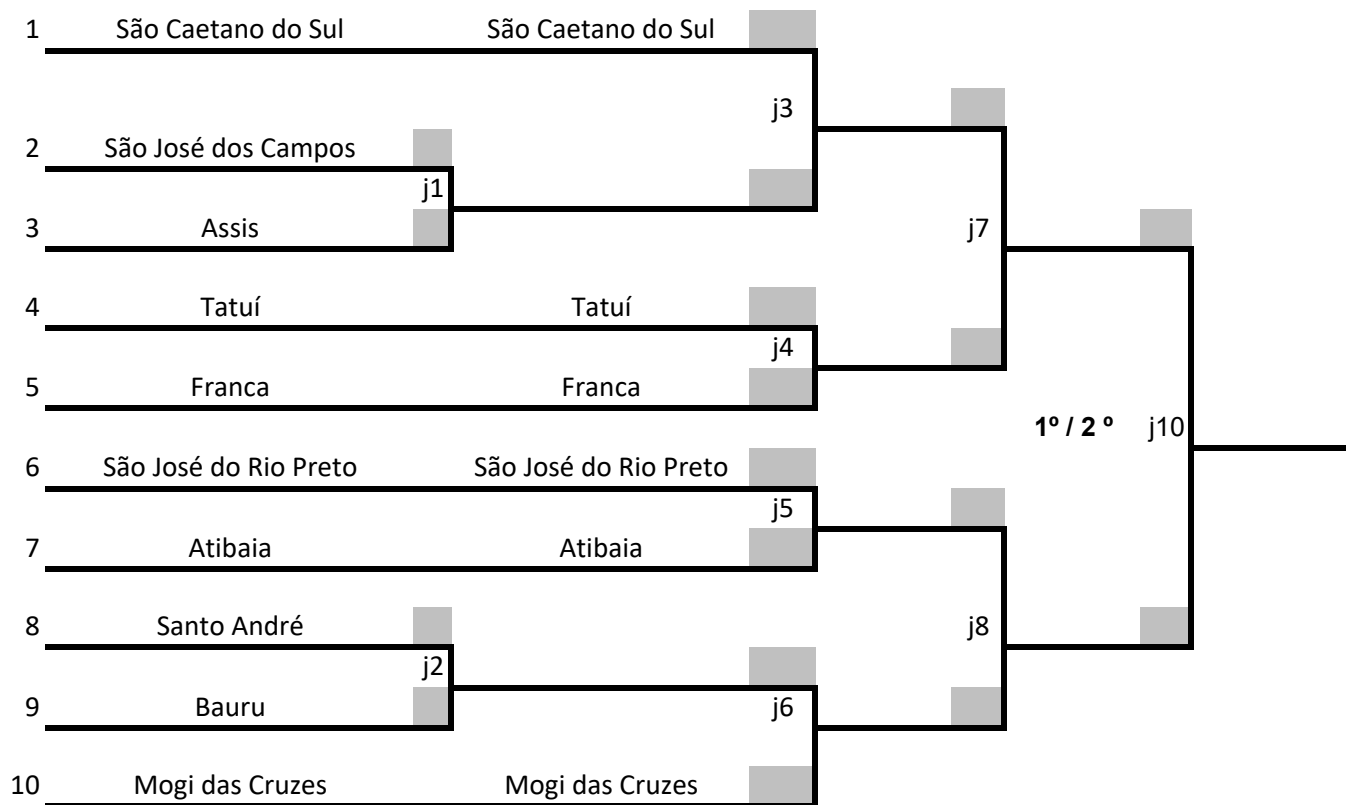 1 São Caetano do Sul São Caetano do Sul
j3
2 São José dos Campos
j1
3 Assis j7
4 Tatuí Tatuí
j4
5 Franca Franca
1º / 2 º j10
6 São José do Rio Preto São José do Rio Preto
j5
7 Atibaia Atibaia
8 Santo André j8
j2
9 Bauru j6
10 Mogi das Cruzes Mogi das Cruzes